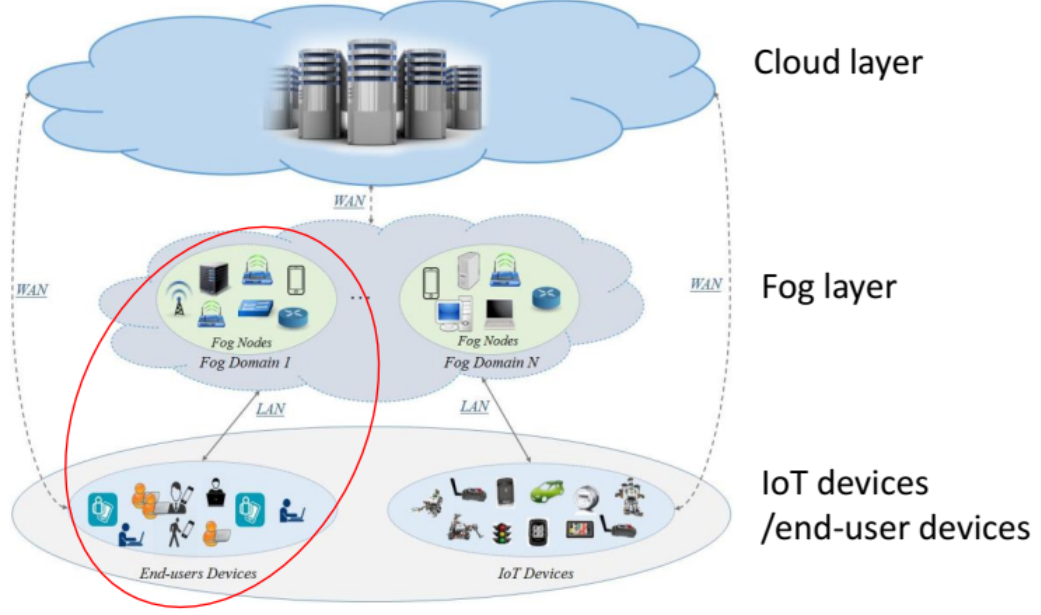 Cloud layer
WAN
WAN
WAN
Fog layer
...
Fog Nodes
Fog Domain 1
Fog Nodes
Fog Domain N
LAN
LAN
IoT devices
/end-user devices
End-users Devices
IoT Devices